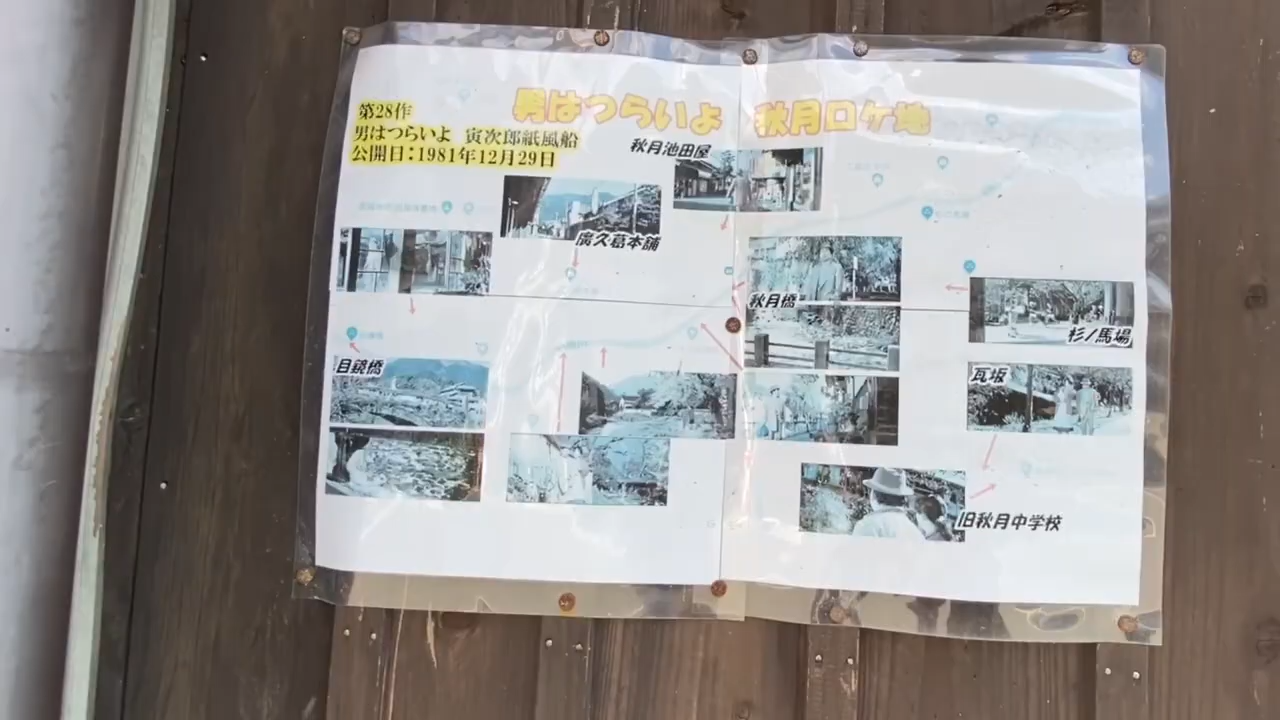 男はつらいよ 秋月ロケ地
第28作
男はつらいよ 寅次郎紙風船
公開日：1981年12月29日
秋月池田屋
廣久葛本舗
秋月橋
杉ノ馬場
目鏡橋
瓦坂
旧秋月中学校